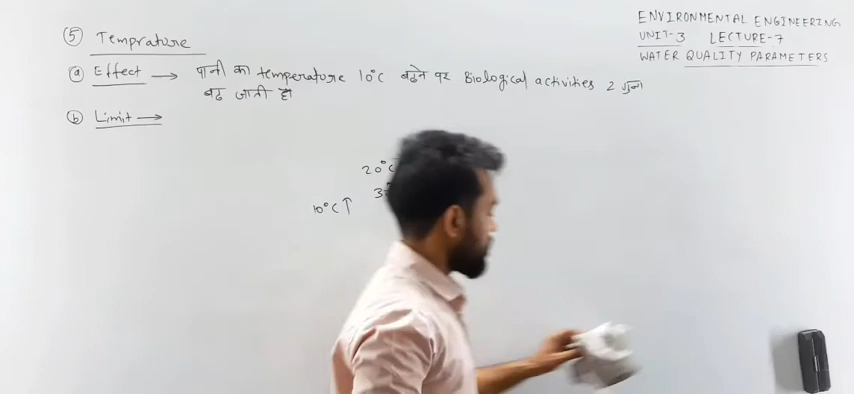 ENVIRONMENTAL ENGINEERING
UNIT-3 LECTURE-7
WATER QUALITY PARAMETERS
5 Temprature
a Effect → पानी का temperature 10°C बढ़ने पर Biological activities 2 गुना
बढ़ जाती है
b Limit →
20°C
10°C ↑